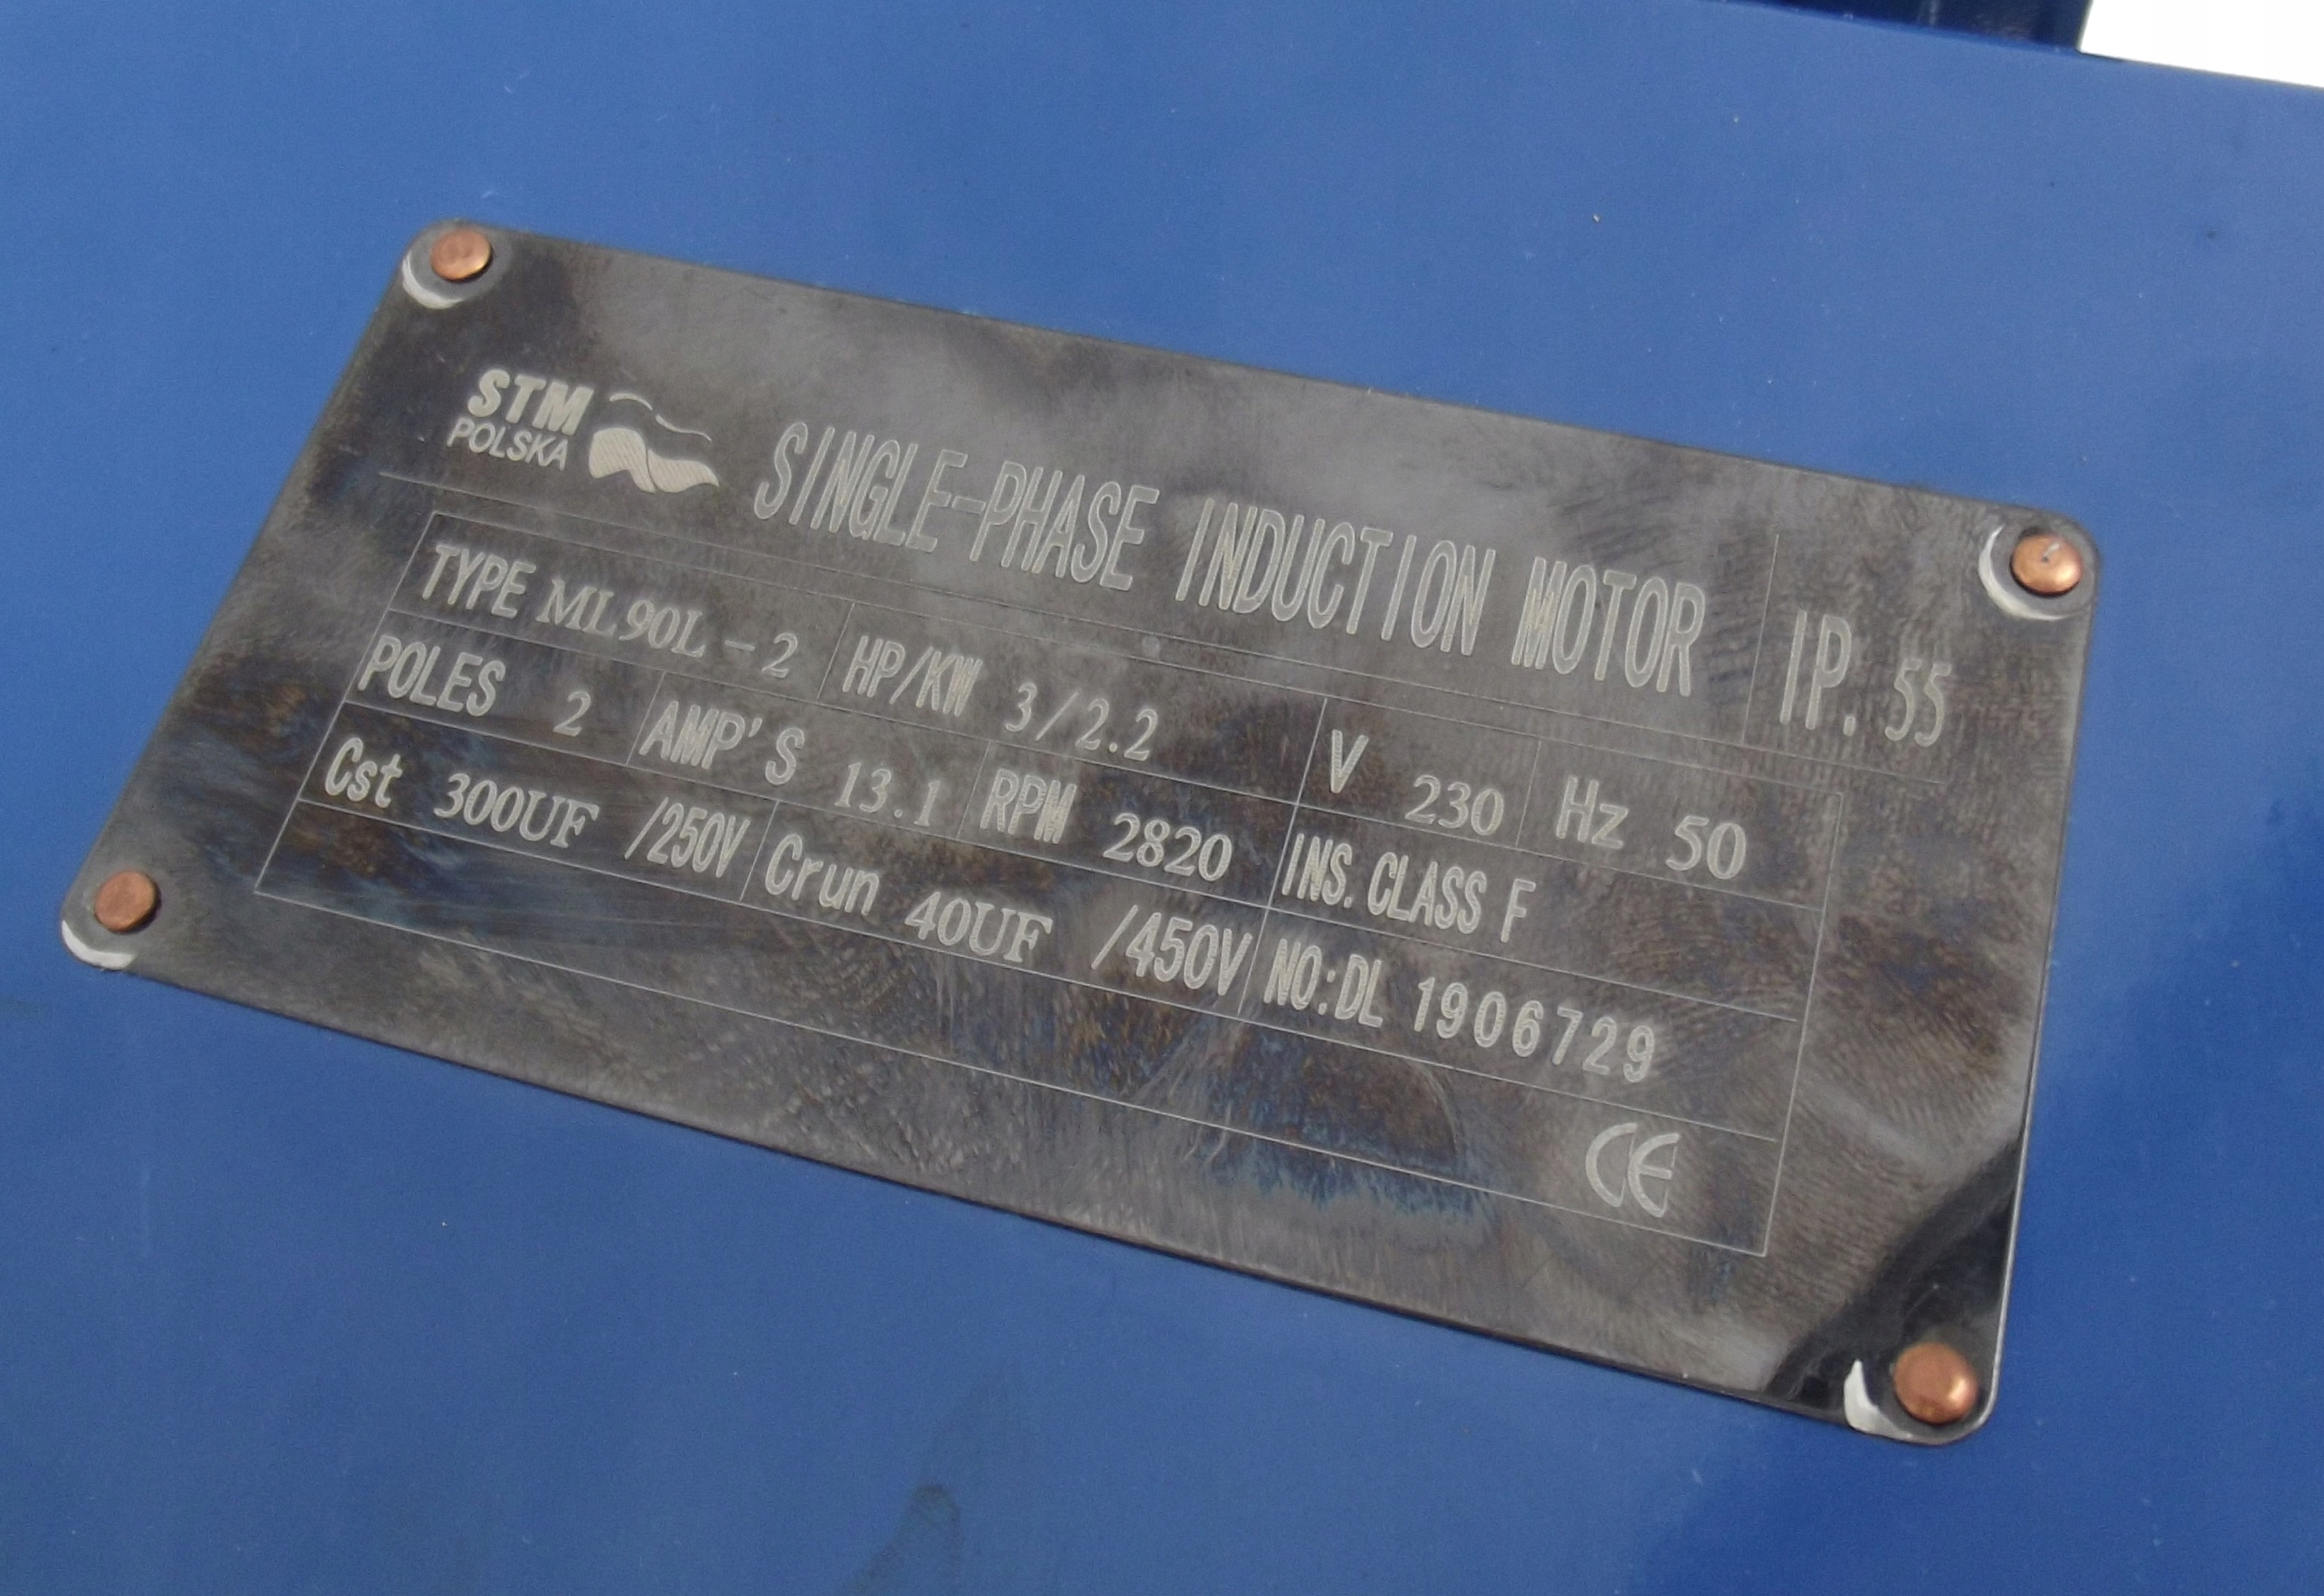 STM
POLSKA
SINGLE-PHASE INDUCTION MOTOR IP. 55
TYPE ML90L-2 HP/KW 3/2.2 V 230 Hz 50
POLES 2 AMP'S 13.1 RPM 2820 INS. CLASS F
Cst 300UF /250V Crun 40UF /450V NO:DL 1906729
CE